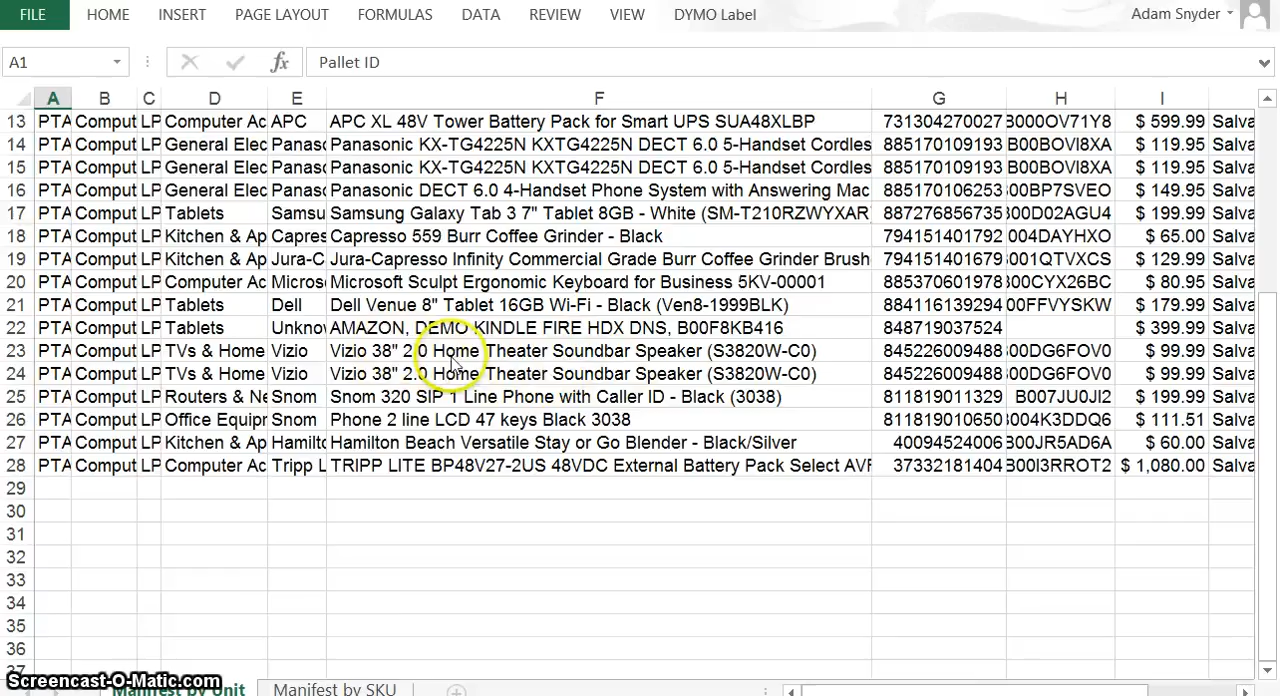 FILE HOME INSERT PAGE LAYOUT FORMULAS DATA REVIEW VIEW DYMO Label Adam Snyder
A1 fx Pallet ID
A B C D E F G H I
13 PTA Comput LP Computer Ac APC APC XL 48V Tower Battery Pack for Smart UPS SUA48XLBP 731304270027 B000OV71Y8 $ 599.99 Salva
14 PTA Comput LP General Elec Panaso Panasonic KX-TG4225N KXTG4225N DECT 6.0 5-Handset Cordles 885170109193 B00BOVI8XA $ 119.95 Salva
15 PTA Comput LP General Elec Panaso Panasonic KX-TG4225N KXTG4225N DECT 6.0 5-Handset Cordles 885170109193 B00BOVI8XA $ 119.95 Salva
16 PTA Comput LP General Elec Panaso Panasonic DECT 6.0 4-Handset Phone System with Answering Mac 885170106253 300BP7SVEO $ 149.95 Salva
17 PTA Comput LP Tablets Samsu Samsung Galaxy Tab 3 7" Tablet 8GB - White (SM-T210RZWYXAR 887276856735 300D02AGU4 $ 199.99 Salva
18 PTA Comput LP Kitchen & Ap Capres Capresso 559 Burr Coffee Grinder - Black 794151401792 004DAYHXO $ 65.00 Salva
19 PTA Comput LP Kitchen & Ap Jura-C Jura-Capresso Infinity Commercial Grade Burr Coffee Grinder Brush 794151401679 3001QTVXCS $ 129.99 Salva
20 PTA Comput LP Computer Ac Micros Microsoft Sculpt Ergonomic Keyboard for Business 5KV-00001 885370601978 B00CYX26BC $ 80.95 Salva
21 PTA Comput LP Tablets Dell Dell Venue 8" Tablet 16GB Wi-Fi - Black (Ven8-1999BLK) 884116139294 00FFVYSKW $ 179.99 Salva
22 PTA Comput LP Tablets Unknov AMAZON, DEMO KINDLE FIRE HDX DNS, B00F8KB416 848719037524 $ 399.99 Salva
23 PTA Comput LP TVs & Home Vizio Vizio 38" 2.0 Home Theater Soundbar Speaker (S3820W-C0) 845226009488 300DG6FOV0 $ 99.99 Salva
24 PTA Comput LP TVs & Home Vizio Vizio 38" 2.0 Home Theater Soundbar Speaker (S3820W-C0) 845226009488 300DG6FOV0 $ 99.99 Salva
25 PTA Comput LP Routers & Ne Snom Snom 320 SIP 1 Line Phone with Caller ID - Black (3038) 811819011329 B007JU0JI2 $ 199.99 Salva
26 PTA Comput LP Office Equipr Snom Phone 2 line LCD 47 keys Black 3038 811819010650 3004K3DDQ6 $ 111.51 Salva
27 PTA Comput LP Kitchen & Ap Hamilto Hamilton Beach Versatile Stay or Go Blender - Black/Silver 40094524006 300JR5AD6A $ 60.00 Salva
28 PTA Comput LP Computer Ac Tripp L TRIPP LITE BP48V27-2US 48VDC External Battery Pack Select AVF 37332181404 B00I3RROT2 $ 1,080.00 Salva
29
30
31
32
33
34
35
36
37
Screencast-O-Matic.com
Manifest by Unit Manifest by SKU